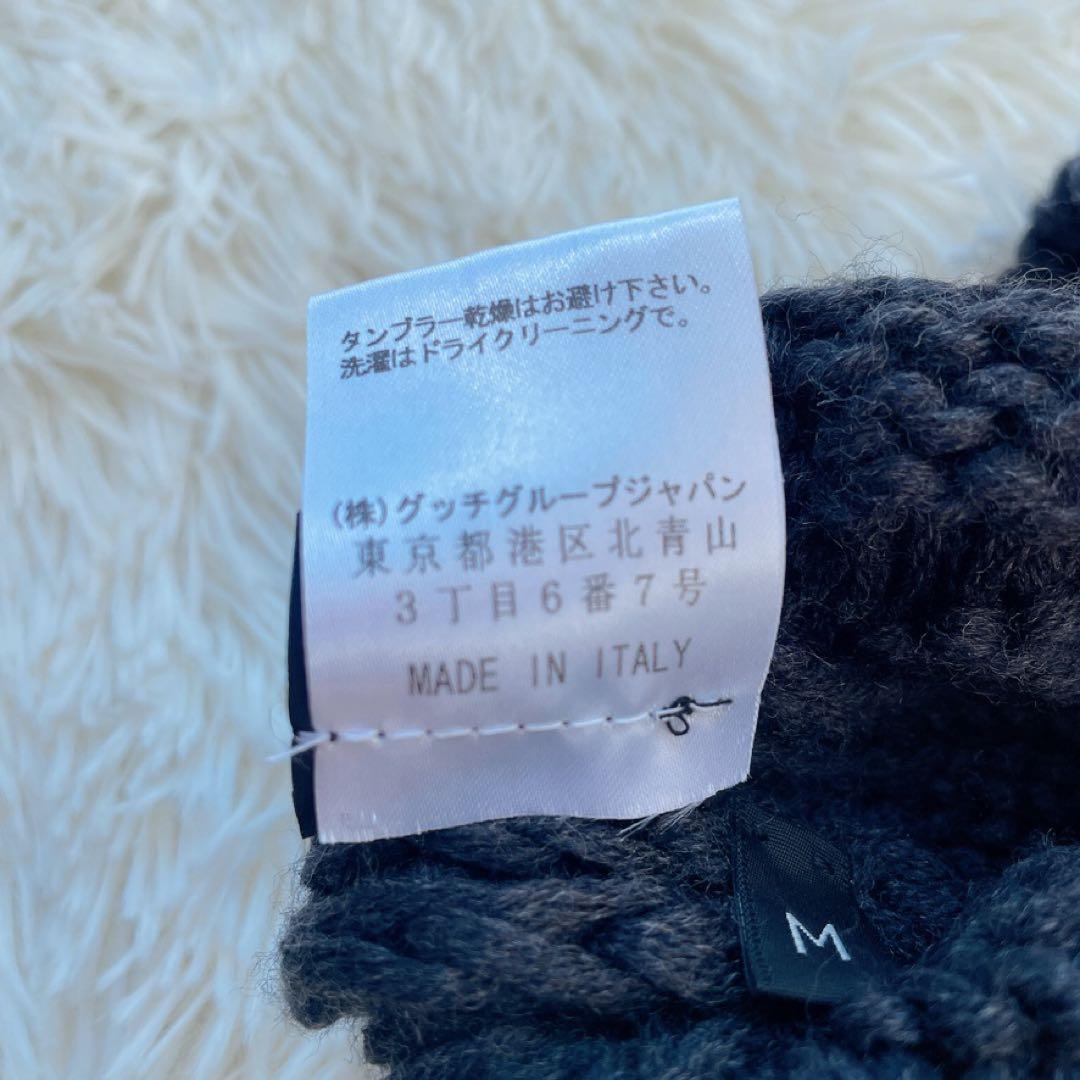 タンブラー乾燥はお避け下さい。
洗濯はドライクリーニングで。
(株)グッチグループジャパン
東京都港区北青山
3丁目6番7号
MADE IN ITALY
M